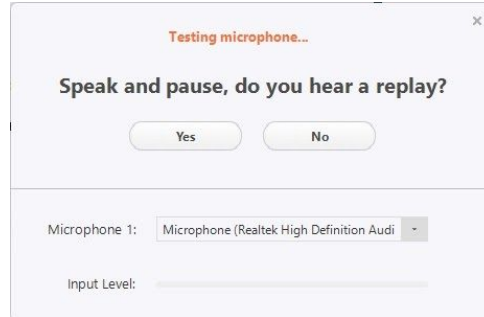 Testing microphone...
Speak and pause, do you hear a replay?
Yes No
Microphone 1: Microphone (Realtek High Definition Audi
Input Level: